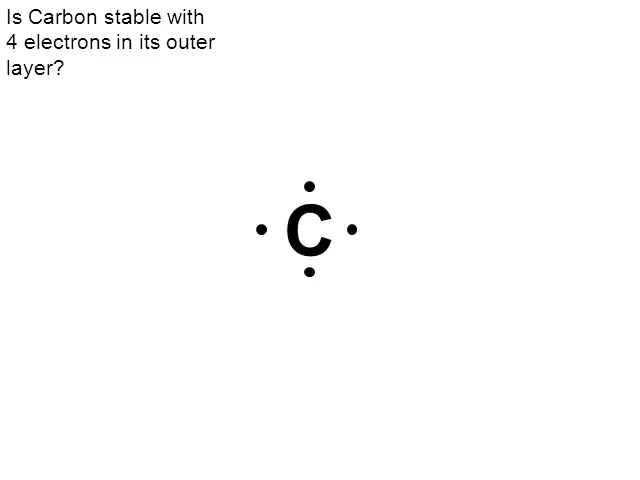 Is Carbon stable with
4 electrons in its outer
layer?
C